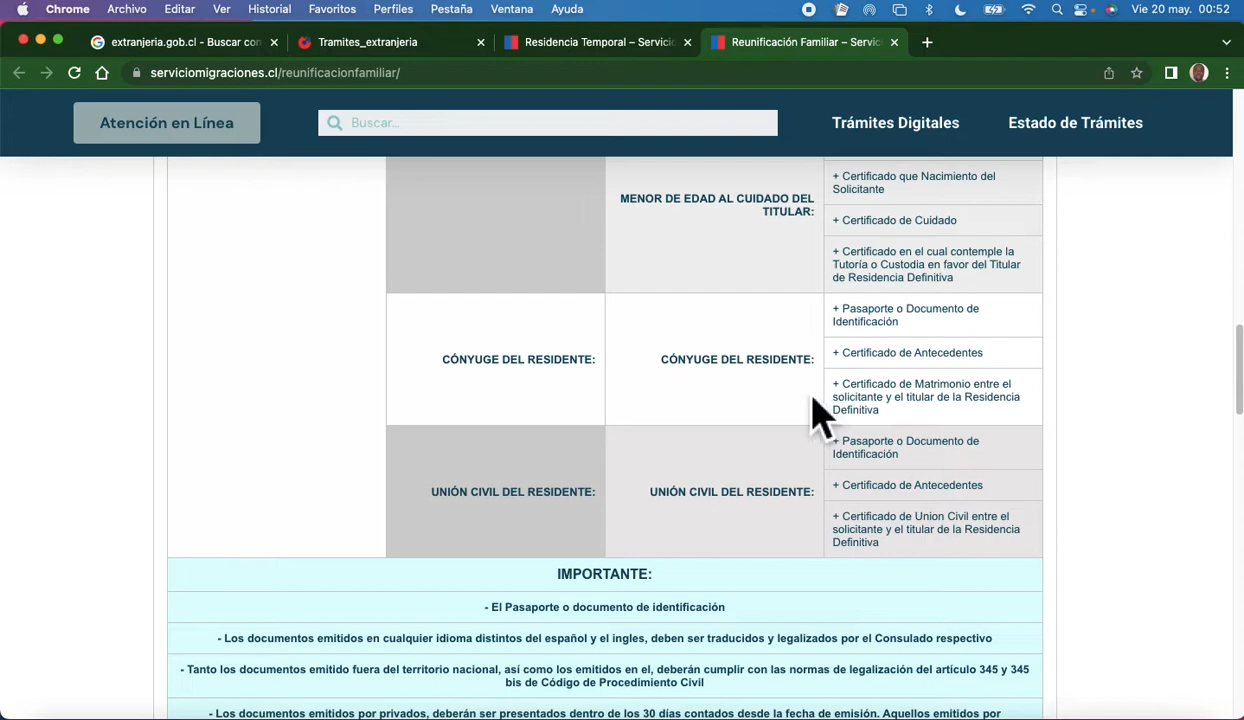 Chrome Archivo Editar Ver Historial Favoritos Perfiles Pestaña Ventana Ayuda Vie 20 may. 00:52
extranjeria.gob.cl - Buscar con Tramites_extranjeria Residencia Temporal – Servicio Reunificación Familiar – Servic
serviciomigraciones.cl/reunificacionfamiliar/
Atención en Línea Buscar... Trámites Digitales Estado de Trámites
MENOR DE EDAD AL CUIDADO DEL
TITULAR:
+ Certificado que Nacimiento del
Solicitante
+ Certificado de Cuidado
+ Certificado en el cual contemple la
Tutoría o Custodia en favor del Titular
de Residencia Definitiva
CÓNYUGE DEL RESIDENTE: CÓNYUGE DEL RESIDENTE:
+ Pasaporte o Documento de
Identificación
+ Certificado de Antecedentes
+ Certificado de Matrimonio entre el
solicitante y el titular de la Residencia
Definitiva
UNIÓN CIVIL DEL RESIDENTE: UNIÓN CIVIL DEL RESIDENTE:
+ Pasaporte o Documento de
Identificación
+ Certificado de Antecedentes
+ Certificado de Union Civil entre el
solicitante y el titular de la Residencia
Definitiva
IMPORTANTE:
- El Pasaporte o documento de identificación
- Los documentos emitidos en cualquier idioma distintos del español y el ingles, deben ser traducidos y legalizados por el Consulado respectivo
- Tanto los documentos emitido fuera del territorio nacional, así como los emitidos en el, deberán cumplir con las normas de legalización del artículo 345 y 345
bis de Código de Procedimiento Civil
- Los documentos emitidos por privados, deberán ser presentados dentro de los 30 días contados desde la fecha de emisión. Aquellos emitidos por